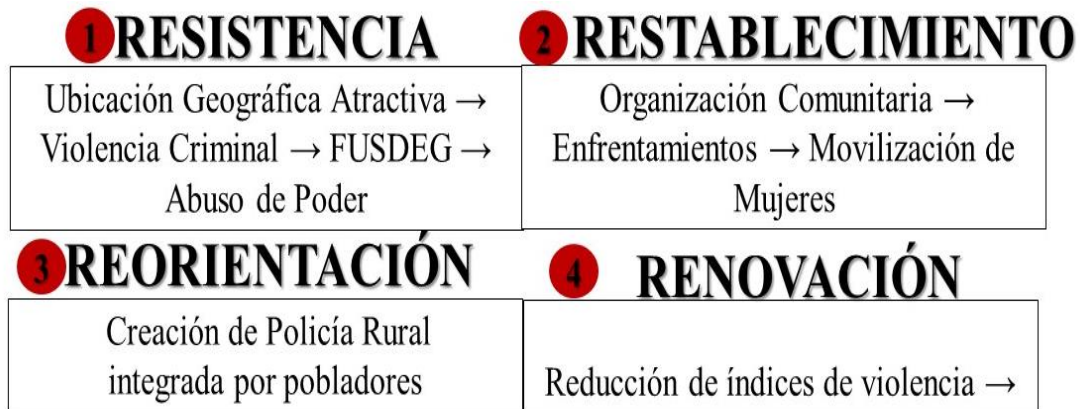 1 RESISTENCIA
Ubicación Geográfica Atractiva →
Violencia Criminal → FUSDEG →
Abuso de Poder
2 RESTABLECIMIENTO
Organización Comunitaria →
Enfrentamientos → Movilización de
Mujeres
3 REORIENTACIÓN
Creación de Policía Rural
integrada por pobladores
4 RENOVACIÓN
Reducción de índices de violencia →